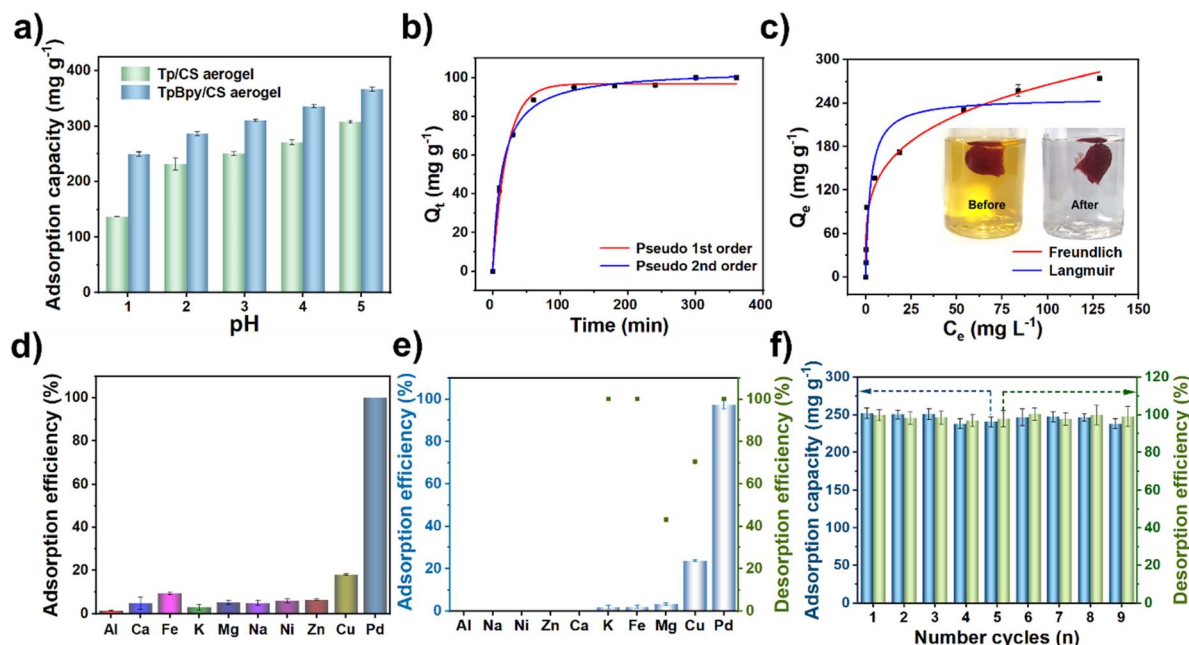 a)
Adsorption capacity (mg g⁻¹)
400
300
200
100
0
Tp/CS aerogel
TpBpy/CS aerogel
1 2 3 4 5
pH
b)
Qt (mg g⁻¹)
100
80
60
40
20
0
Pseudo 1st order
Pseudo 2nd order
0 100 200 300 400
Time (min)
c)
Qe (mg g⁻¹)
300
240
180
120
60
0
Before
After
Freundlich
Langmuir
0 25 50 75 100 125 150
Ce (mg L⁻¹)
d)
Adsorption efficiency (%)
100
80
60
40
20
0
Al Ca Fe K Mg Na Ni Zn Cu Pd
e)
Adsorption efficiency (%)
100
80
60
40
20
0
Al Na Ni Zn Ca K Fe Mg Cu Pd
100
80
60
40
20
0
Desorption efficiency (%)
f)
Adsorption capacity (mg g⁻¹)
300
250
200
150
100
50
0
1 2 3 4 5 6 7 8 9
Number cycles (n)
120
100
80
60
40
20
0
Desorption efficiency (%)